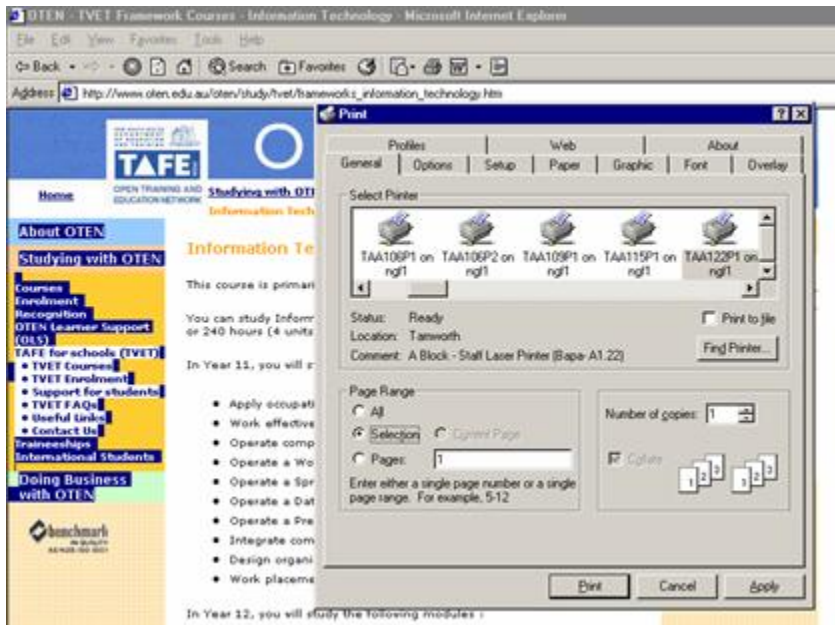 OTEN - TVET Framework Courses - Information Technology - Microsoft Internet Explorer
File Edit View Favorites Tools Help
Back Search Favorites
Address http://www.oten.edu.au/oten/study/tvet/frameworks_information_technology.htm
TAFE
OPEN TRAINING AND
EDUCATION NETWORK
O
Home
Studying with OTE
Information Tech
About OTEN
Studying with OTEN
Courses
Enrolment
Recognition
OTEN Learner Support
(OLS)
TAFE for schools (TVET)
• TVET Courses
• TVET Enrolment
• Support for students
• TVET FAQs
• Useful Links
• Contact Us
Traineeships
International Students
Doing Business
with OTEN
benchmark
IN QUALITY
Information Te
This course is primari
You can study Inform
or 240 hours (4 units
In Year 11, you will s
• Apply occupati
• Work effective
• Operate comp
• Operate a Wo
• Operate a Spr
• Operate a Dat
• Operate a Pre
• Integrate com
• Design organi
• Work placeme
In Year 12, you will study the following modules :
Print
Profiles Web About
General Options Setup Paper Graphic Font Overlay
Select Printer
TAA106P1 on ngf1
TAA106P2 on ngf1
TAA109P1 on ngf1
TAA115P1 on ngf1
TAA122P1 on ngf1
Status: Ready
Location: Tamworth
Comment: A Block - Staff Laser Printer (Bapa- A1.22)
Print to file
Find Printer...
Page Range
All
Selection Current Page
Pages: 1
Enter either a single page number or a single
page range. For example, 5-12
Number of copies: 1
Collate
1 2 3 1 2 3
Print Cancel Apply